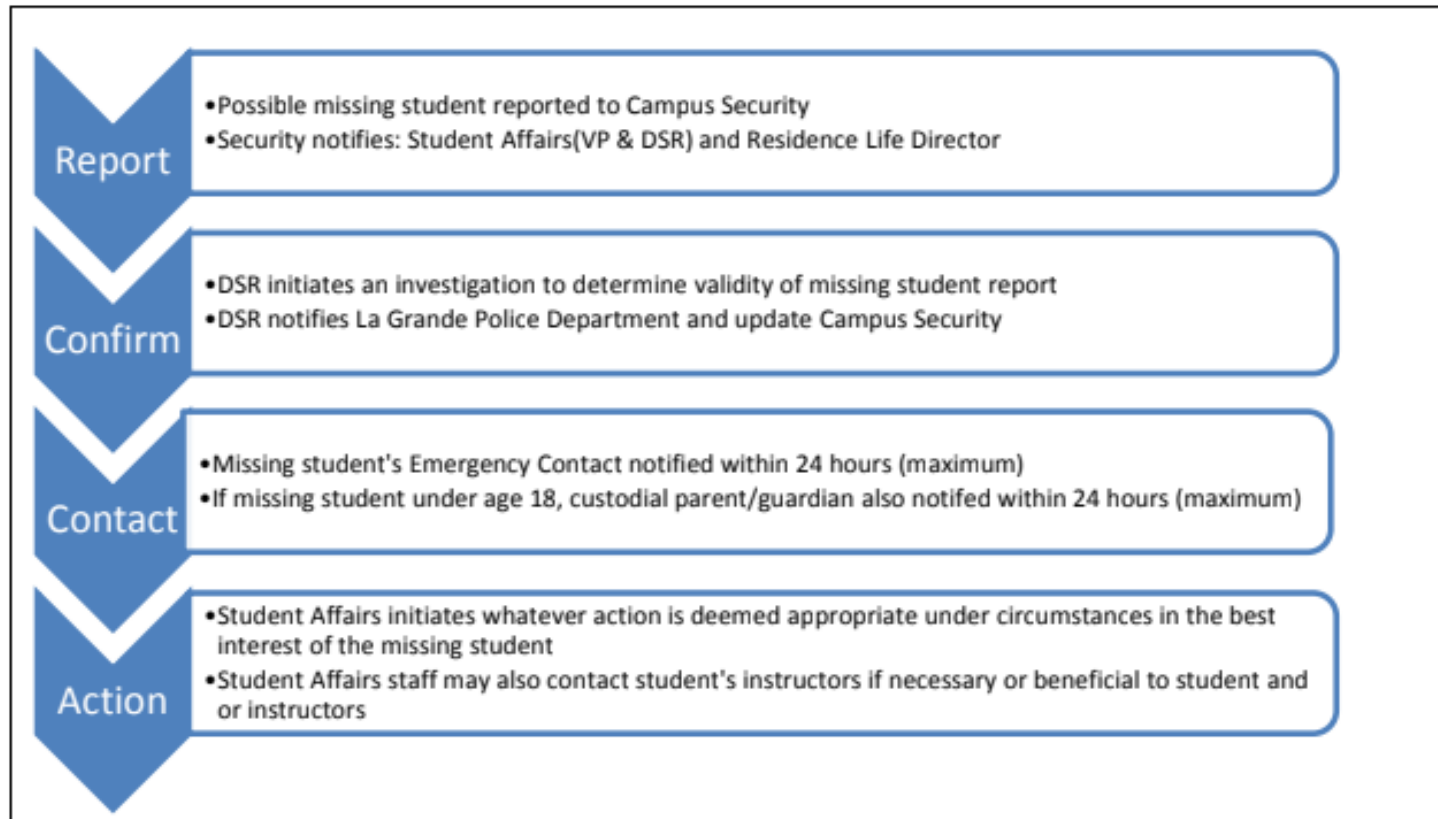 Report
•Possible missing student reported to Campus Security
•Security notifies: Student Affairs(VP & DSR) and Residence Life Director
Confirm
•DSR initiates an investigation to determine validity of missing student report
•DSR notifies La Grande Police Department and update Campus Security
Contact
•Missing student's Emergency Contact notified within 24 hours (maximum)
•If missing student under age 18, custodial parent/guardian also notifed within 24 hours (maximum)
Action
•Student Affairs initiates whatever action is deemed appropriate under circumstances in the best
interest of the missing student
•Student Affairs staff may also contact student's instructors if necessary or beneficial to student and
or instructors